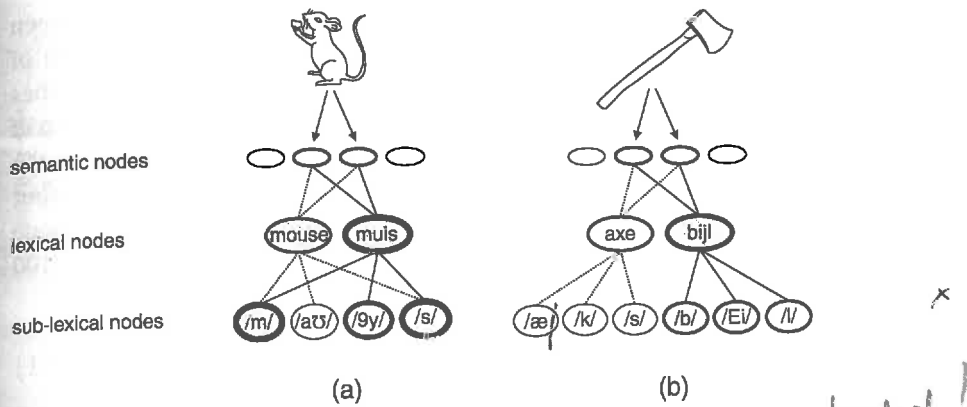 semantic nodes
lexical nodes
mouse muis axe bijl
sub-lexical nodes
/m/ /aʊ/ /9y/ /s/ /æ/ /k/ /s/ /b/ /Ei/ /l/
(a) (b)